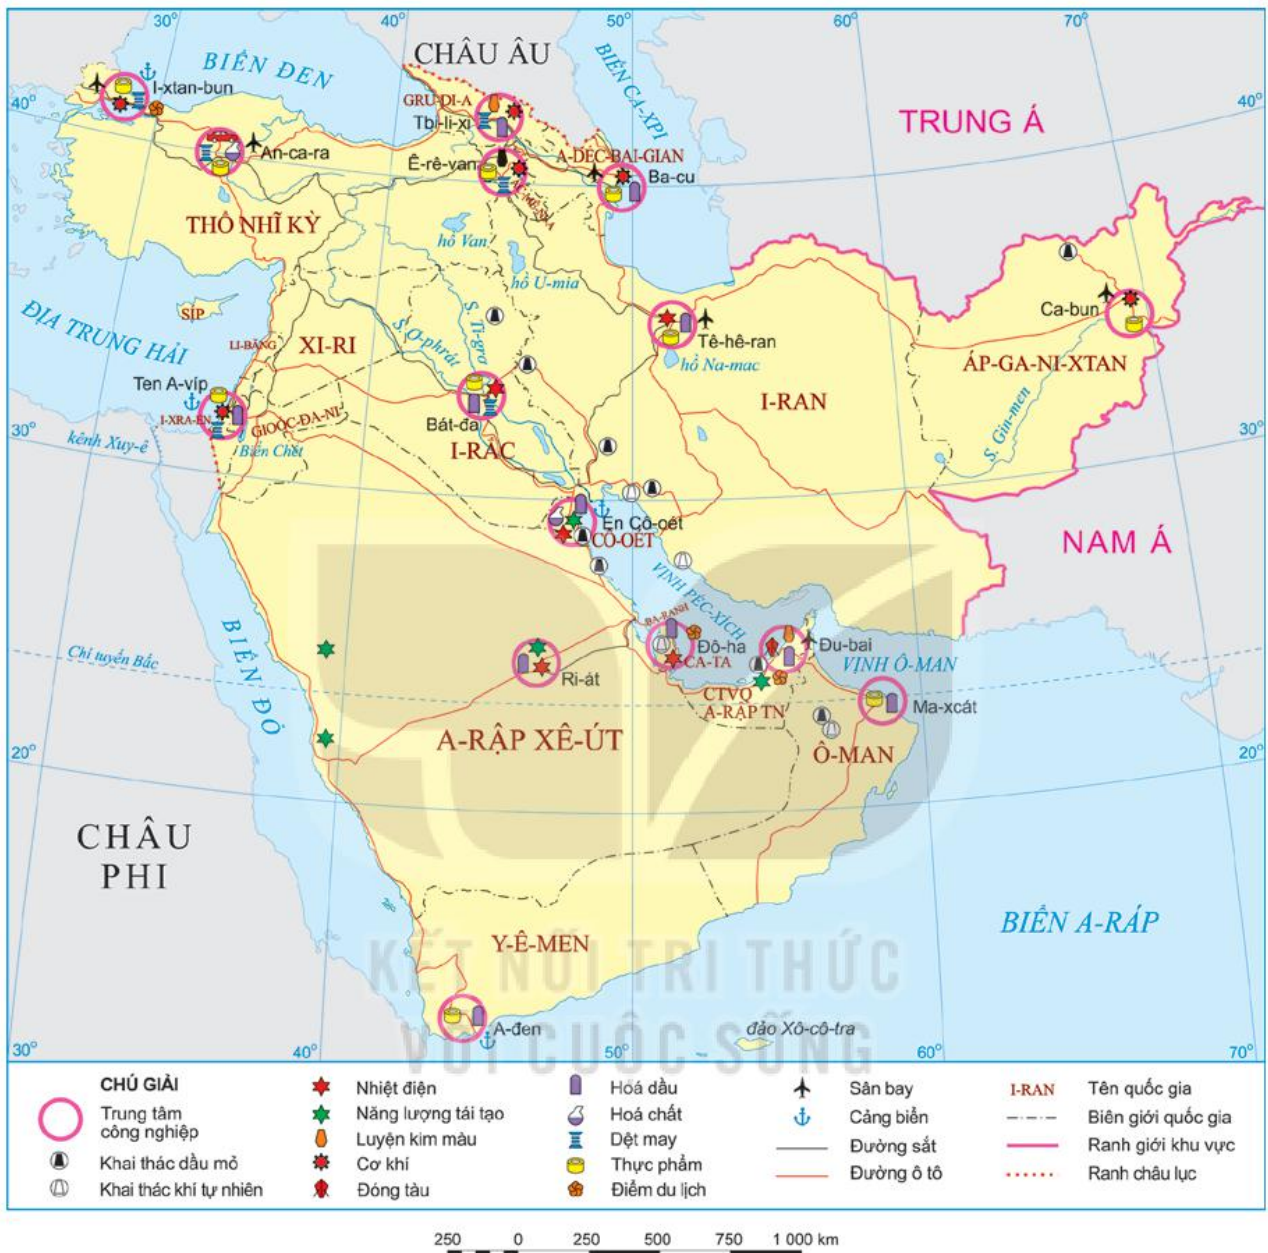 30°
40°
50°
60°
70°
CHÂU ÂU
BIỂN ĐEN
BIỂN CA-XPI
I-xtan-bun
40°
40°
GRU-DI-A
Tbi-li-xi
TRUNG Á
An-ca-ra
Ê-rê-van
A-DÉC-BAI-GIAN
Ba-cu
THỔ NHĨ KỲ
hồ Van
hồ U-mia
ĐỊA TRUNG HẢI
SÍP
S. Ti-grơ
S. Ơ-phrát
Ca-bun
Tê-hê-ran
LI-BĂNG
XI-RI
hồ Na-mac
ÁP-GA-NI-XTAN
Ten A-víp
I-RAN
I-XRA-EN
GIOÓC-ĐA-NI
Bát-đa
30°
30°
kênh Xuy-ê
Biển Chết
I-RẮC
S. Gin-men
En Cô-oét
CÔ-OÉT
NAM Á
VỊNH PÉC-XÍCH
BA-RANH
BIỂN ĐỎ
Chí tuyến Bắc
Đô-ha
Đu-bai
CA-TA
VỊNH Ô-MAN
Ri-át
CTVQ
A-RẬP TN
Ma-xcát
A-RẬP XÊ-ÚT
Ô-MAN
20°
20°
CHÂU
PHI
BIỂN A-RÁP
Y-Ê-MEN
KẾT NỐI TRI THỨC
VỚI CUỘC SỐNG
A-đen
đảo Xô-cô-tra
30°
40°
50°
60°
70°
CHÚ GIẢI
Trung tâm
công nghiệp
Khai thác dầu mỏ
Khai thác khí tự nhiên
Nhiệt điện
Năng lượng tái tạo
Luyện kim màu
Cơ khí
Đóng tàu
Hoá dầu
Hoá chất
Dệt may
Thực phẩm
Điểm du lịch
Sân bay
Cảng biển
Đường sắt
Đường ô tô
I-RAN Tên quốc gia
Biên giới quốc gia
Ranh giới khu vực
Ranh châu lục
250 0 250 500 750 1 000 km